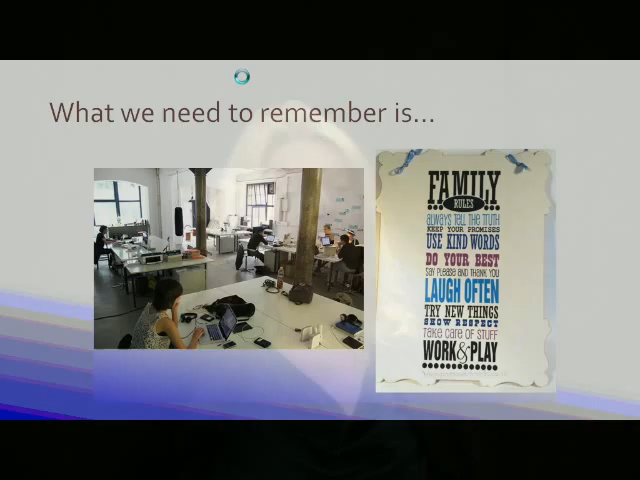 What we need to remember is...
FAMILY
RULES
ALWAYS TELL THE TRUTH
KEEP YOUR PROMISES
USE KIND WORDS
DO YOUR BEST
SAY PLEASE AND THANK YOU
LAUGH OFTEN
TRY NEW THINGS
SHOW RESPECT
TAKE CARE OF STUFF
WORK & PLAY